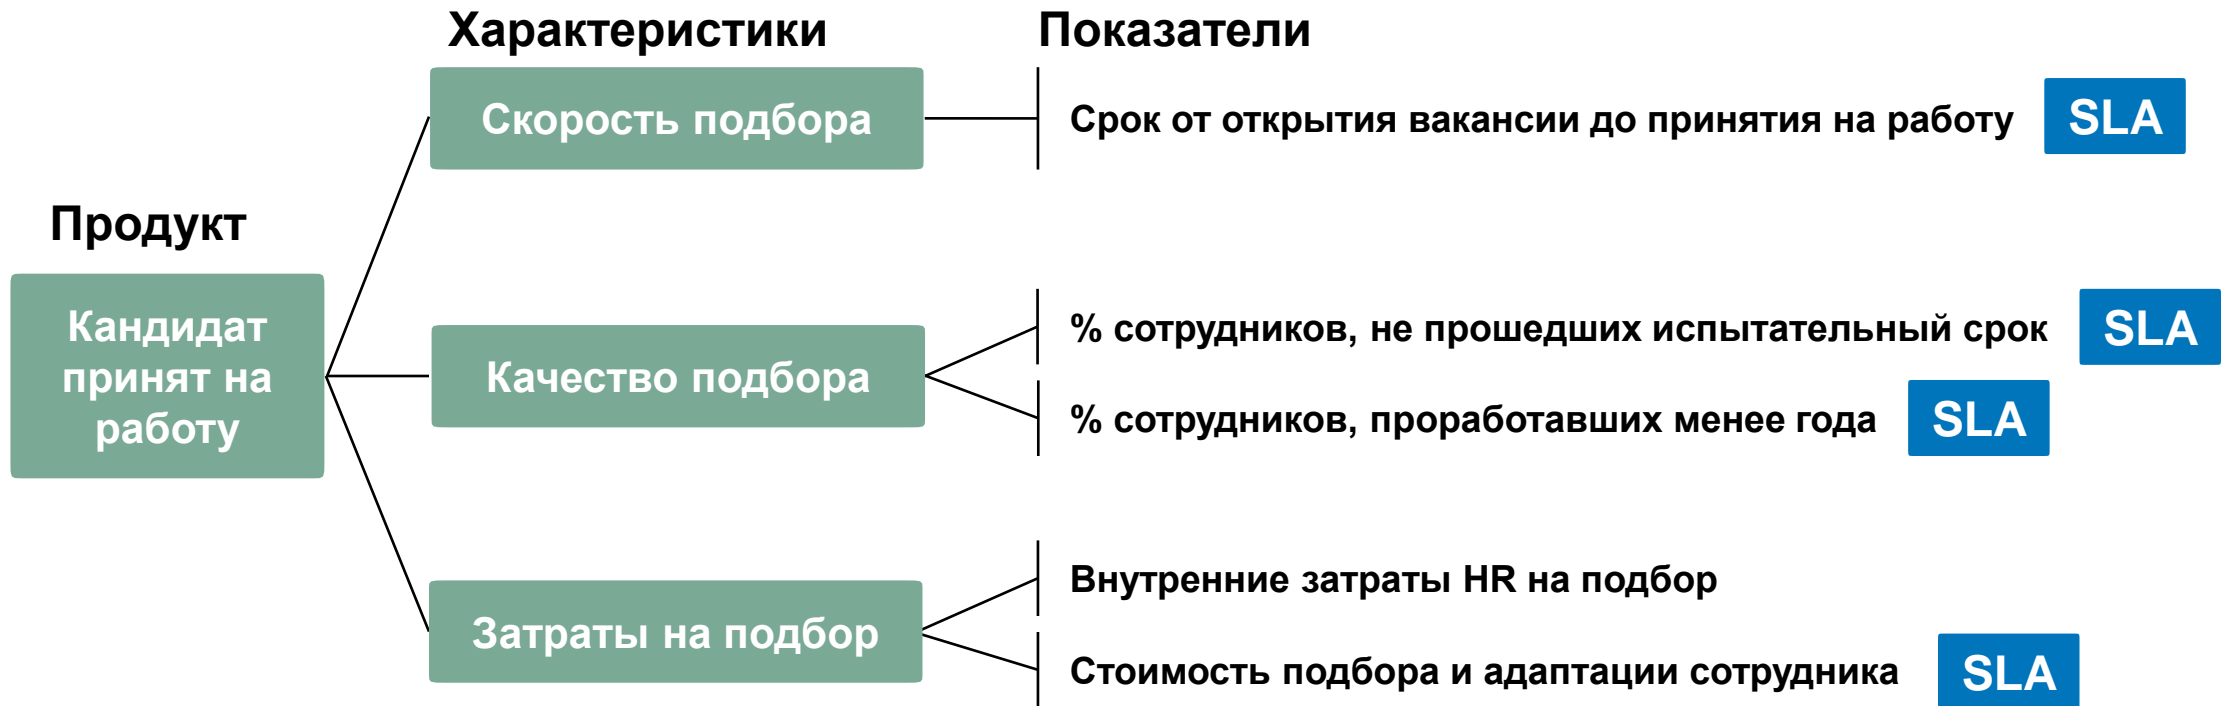 Характеристики
Показатели
Скорость подбора
Срок от открытия вакансии до принятия на работу
SLA
Продукт
Кандидат
принят на
работу
Качество подбора
% сотрудников, не прошедших испытательный срок
SLA
% сотрудников, проработавших менее года
SLA
Затраты на подбор
Внутренние затраты HR на подбор
Стоимость подбора и адаптации сотрудника
SLA